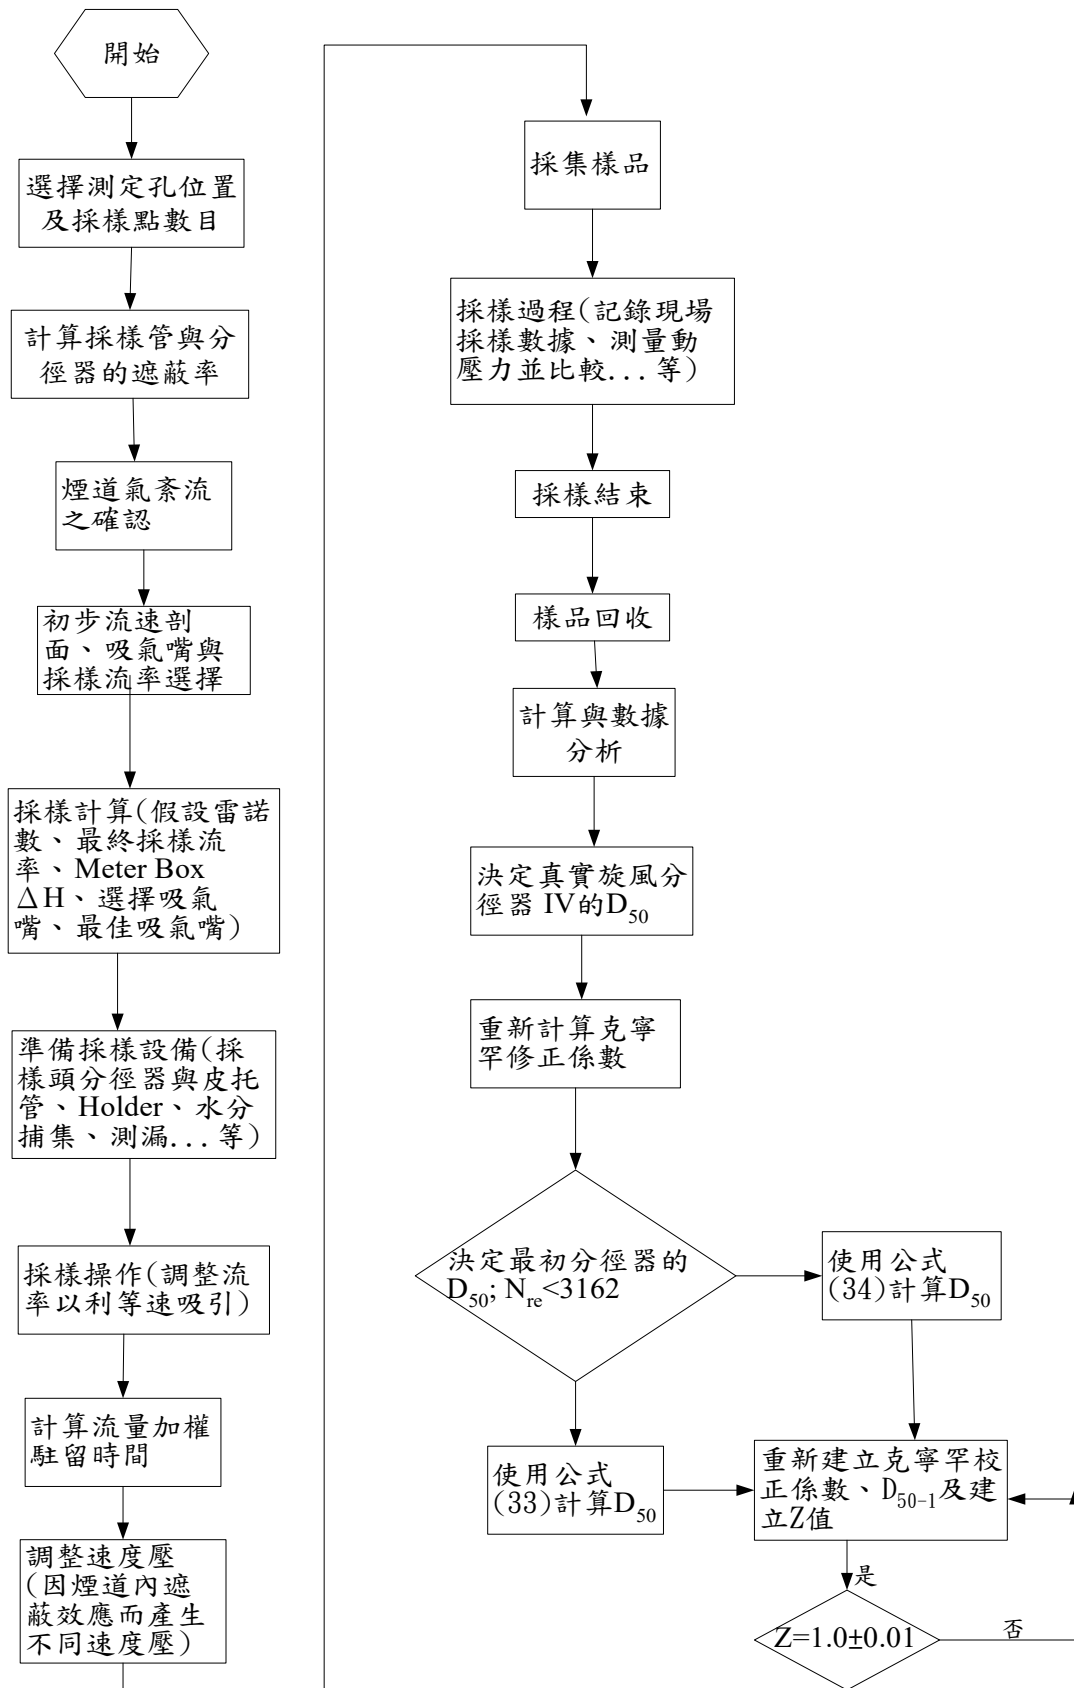 開始
選擇測定孔位置
及採樣點數目
計算採樣管與分
徑器的遮蔽率
煙道氣紊流
之確認
初步流速剖
面、吸氣嘴與
採樣流率選擇
採樣計算(假設雷諾
數、最終採樣流
率、Meter Box
ΔH、選擇吸氣
嘴、最佳吸氣嘴)
準備採樣設備(採
樣頭分徑器與皮托
管、Holder、水分
捕集、測漏...等)
採樣操作(調整流
率以利等速吸引)
計算流量加權
駐留時間
調整速度壓
(因煙道內遮
蔽效應而產生
不同速度壓)
採集樣品
採樣過程(記錄現場
採樣數據、測量動
壓力並比較...等)
採樣結束
樣品回收
計算與數據
分析
決定真實旋風分
徑器 IV的D50
重新計算克寧
罕修正係數
決定最初分徑器的
D50; Nre<3162
使用公式
(34)計算D50
使用公式
(33)計算D50
重新建立克寧罕校
正係數、D50-1及建
立Z值
是
Z=1.0±0.01
否